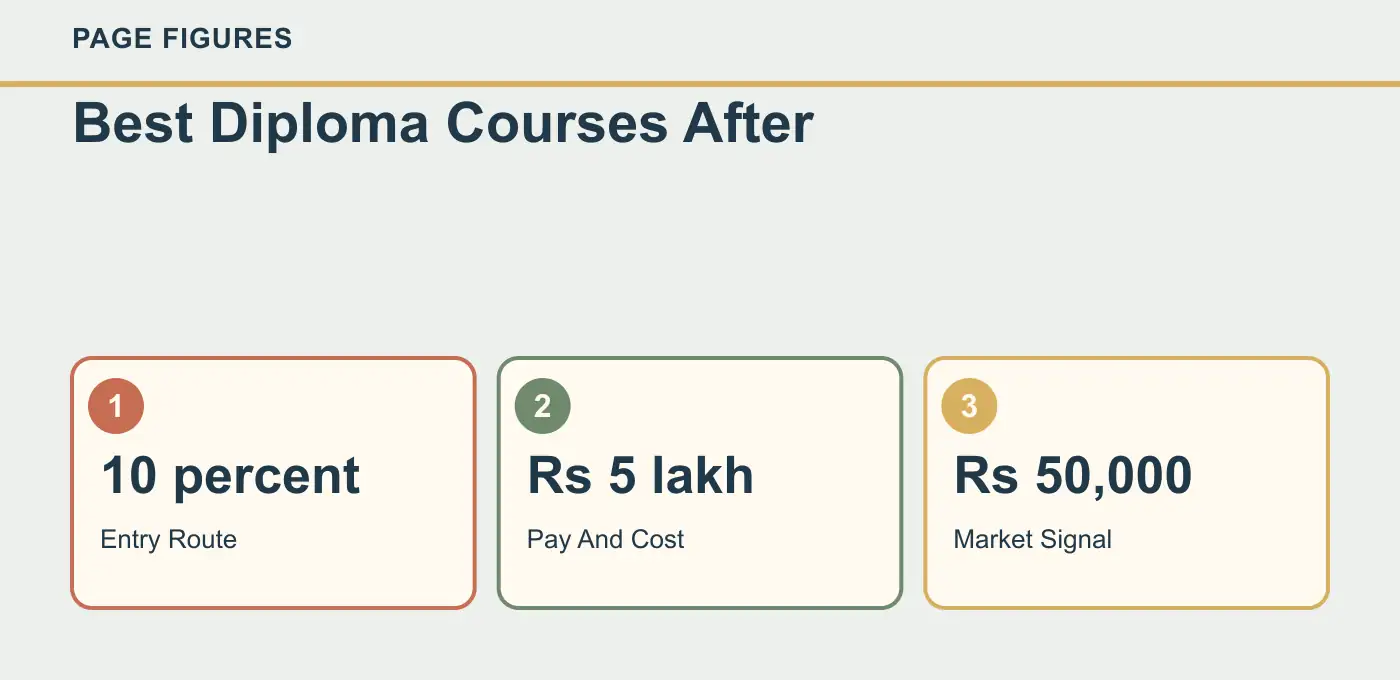 PAGE FIGURES
Best Diploma Courses After
1
10 percent
Entry Route
2
Rs 5 lakh
Pay And Cost
3
Rs 50,000
Market Signal